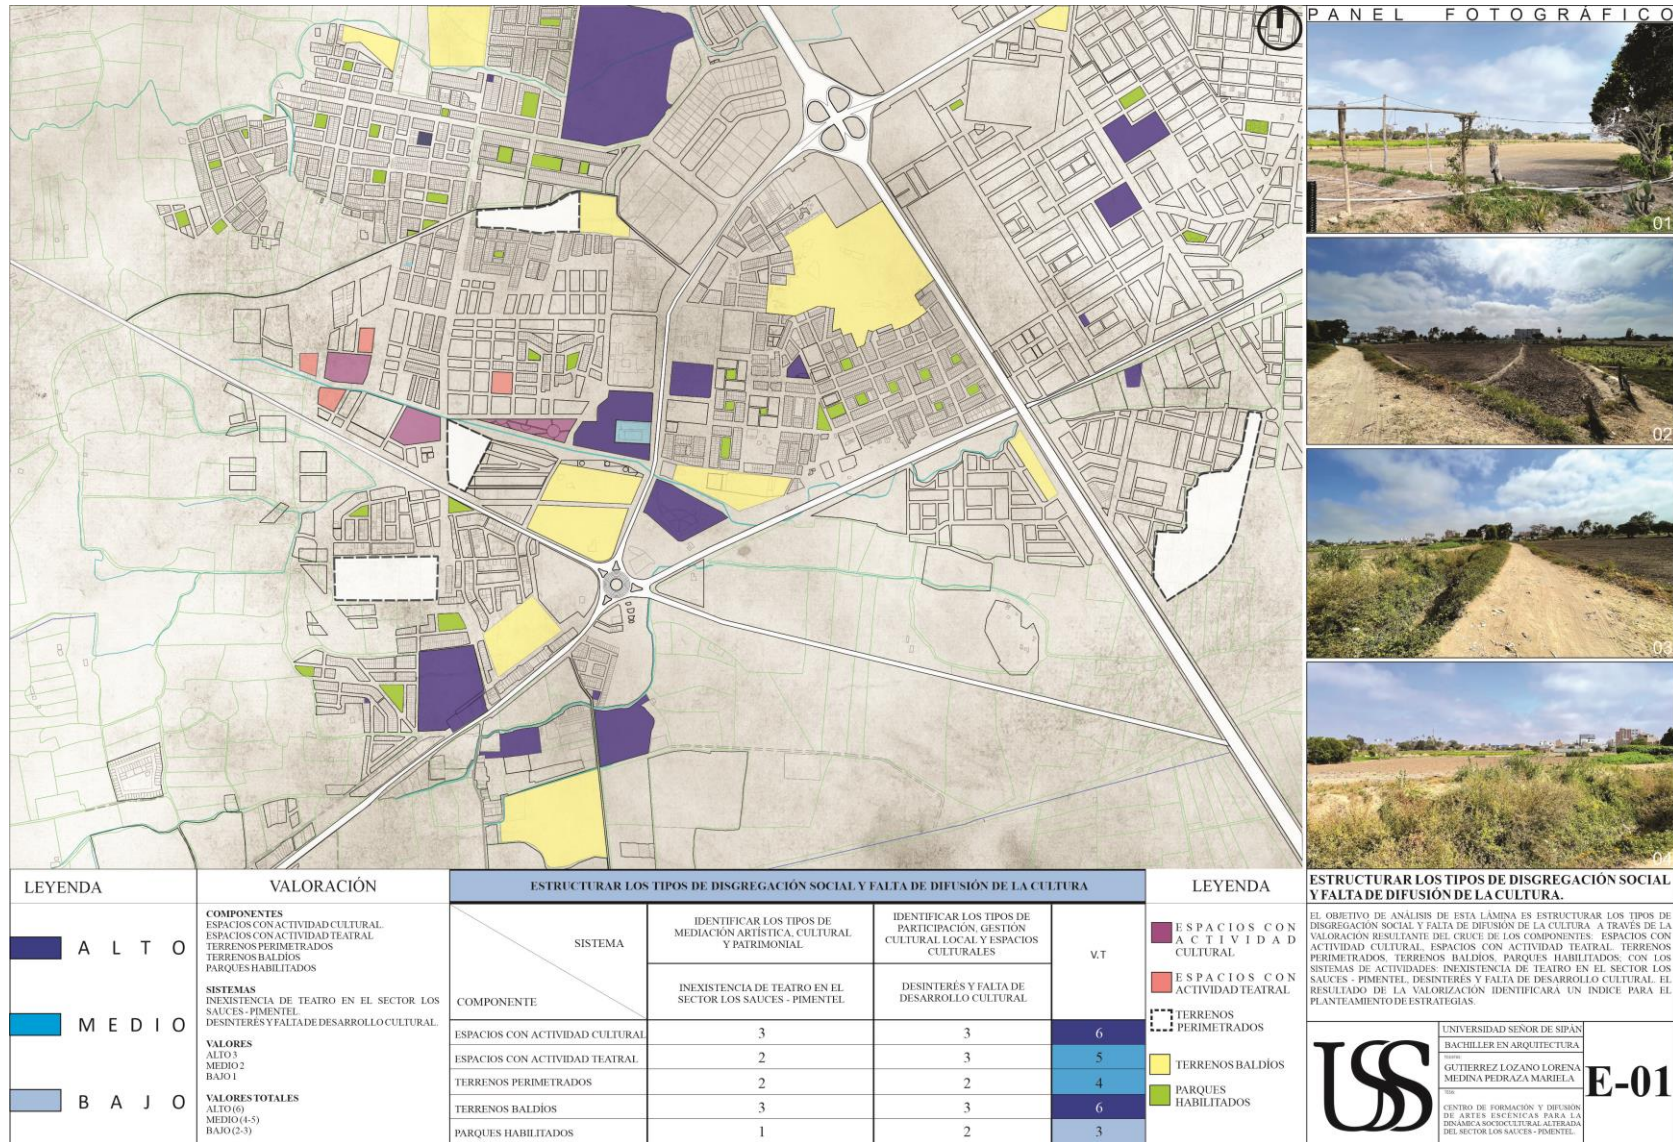 PANEL FOTOGRÁFICO
01
02
03
04
LEYENDA
ALTO
MEDIO
BAJO
VALORACIÓN
COMPONENTES
ESPACIOS CON ACTIVIDAD CULTURAL.
ESPACIOS CON ACTIVIDAD TEATRAL
TERRENOS PERIMETRADOS
TERRENOS BALDÍOS
PARQUES HABILITADOS
SISTEMAS
INEXISTENCIA DE TEATRO EN EL SECTOR LOS
SAUCES - PIMENTEL.
DESINTERÉS Y FALTA DE DESARROLLO CULTURAL.
VALORES
ALTO 3
MEDIO 2
BAJO 1
VALORES TOTALES
ALTO (6)
MEDIO (4-5)
BAJO (2-3)
ESTRUCTURAR LOS TIPOS DE DISGREGACIÓN SOCIAL Y FALTA DE DIFUSIÓN DE LA CULTURA
SISTEMA
COMPONENTE
IDENTIFICAR LOS TIPOS DE
MEDIACIÓN ARTÍSTICA, CULTURAL
Y PATRIMONIAL
IDENTIFICAR LOS TIPOS DE
PARTICIPACIÓN, GESTIÓN
CULTURAL LOCAL Y ESPACIOS
CULTURALES
V.T
INEXISTENCIA DE TEATRO EN EL
SECTOR LOS SAUCES - PIMENTEL
DESINTERÉS Y FALTA DE
DESARROLLO CULTURAL
ESPACIOS CON ACTIVIDAD CULTURAL 3 3 6
ESPACIOS CON ACTIVIDAD TEATRAL 2 3 5
TERRENOS PERIMETRADOS 2 2 4
TERRENOS BALDÍOS 3 3 6
PARQUES HABILITADOS 1 2 3
LEYENDA
ESPACIOS CON
ACTIVIDAD
CULTURAL
ESPACIOS CON
ACTIVIDAD TEATRAL
TERRENOS
PERIMETRADOS
TERRENOS BALDÍOS
PARQUES
HABILITADOS
ESTRUCTURAR LOS TIPOS DE DISGREGACIÓN SOCIAL
Y FALTA DE DIFUSIÓN DE LA CULTURA.
EL OBJETIVO DE ANÁLISIS DE ESTA LÁMINA ES ESTRUCTURAR LOS TIPOS DE
DISGREGACIÓN SOCIAL Y FALTA DE DIFUSIÓN DE LA CULTURA A TRAVÉS DE LA
VALORACIÓN RESULTANTE DEL CRUCE DE LOS COMPONENTES: ESPACIOS CON
ACTIVIDAD CULTURAL, ESPACIOS CON ACTIVIDAD TEATRAL. TERRENOS
PERIMETRADOS, TERRENOS BALDÍOS, PARQUES HABILITADOS; CON LOS
SISTEMAS DE ACTIVIDADES: INEXISTENCIA DE TEATRO EN EL SECTOR LOS
SAUCES - PIMENTEL, DESINTERÉS Y FALTA DE DESARROLLO CULTURAL. EL
RESULTADO DE LA VALORIZACIÓN IDENTIFICARÁ UN INDICE PARA EL
PLANTEAMIENTO DE ESTRATEGIAS.
USS
UNIVERSIDAD SEÑOR DE SIPÁN
BACHILLER EN ARQUITECTURA
GUTIERREZ LOZANO LORENA
MEDINA PEDRAZA MARIELA
CENTRO DE FORMACIÓN Y DIFUSIÓN
DE ARTES ESCÉNICAS PARA LA
DINÁMICA SOCIOCULTURAL ALTERADA
DEL SECTOR LOS SAUCES - PIMENTEL.
E-01